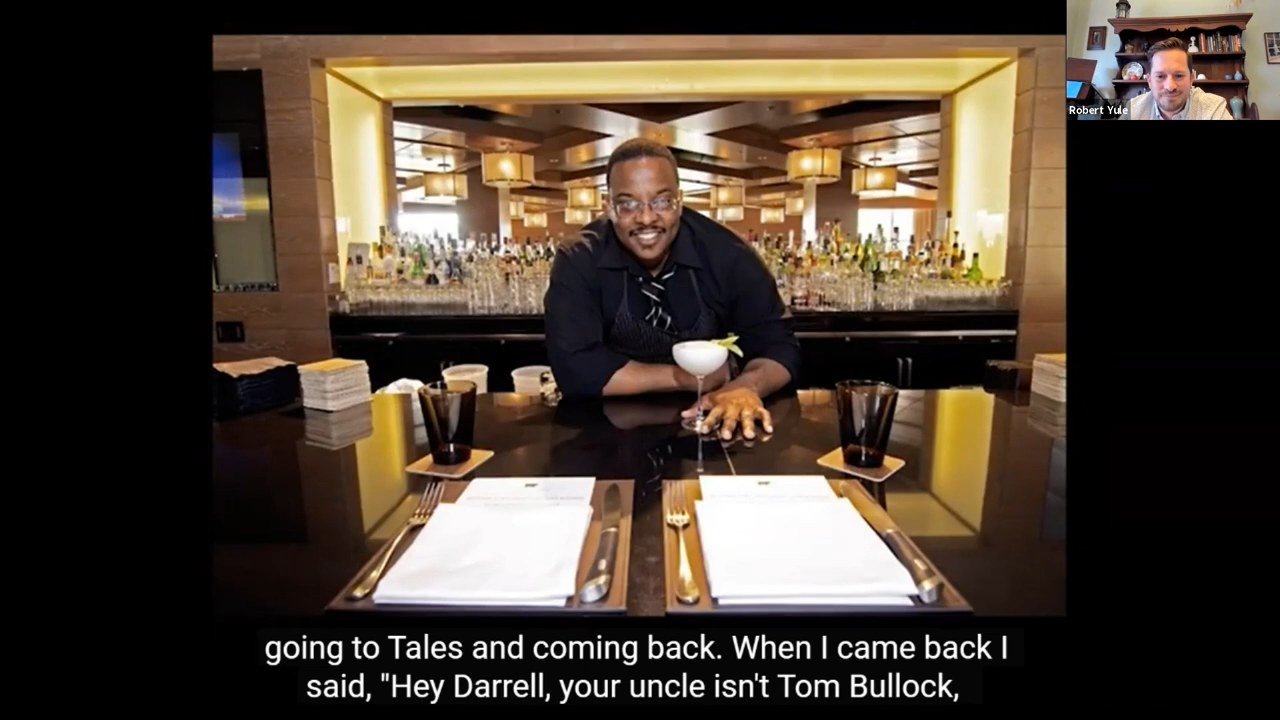 Robert Yule
going to Tales and coming back. When I came back I
said, "Hey Darrell, your uncle isn't Tom Bullock,